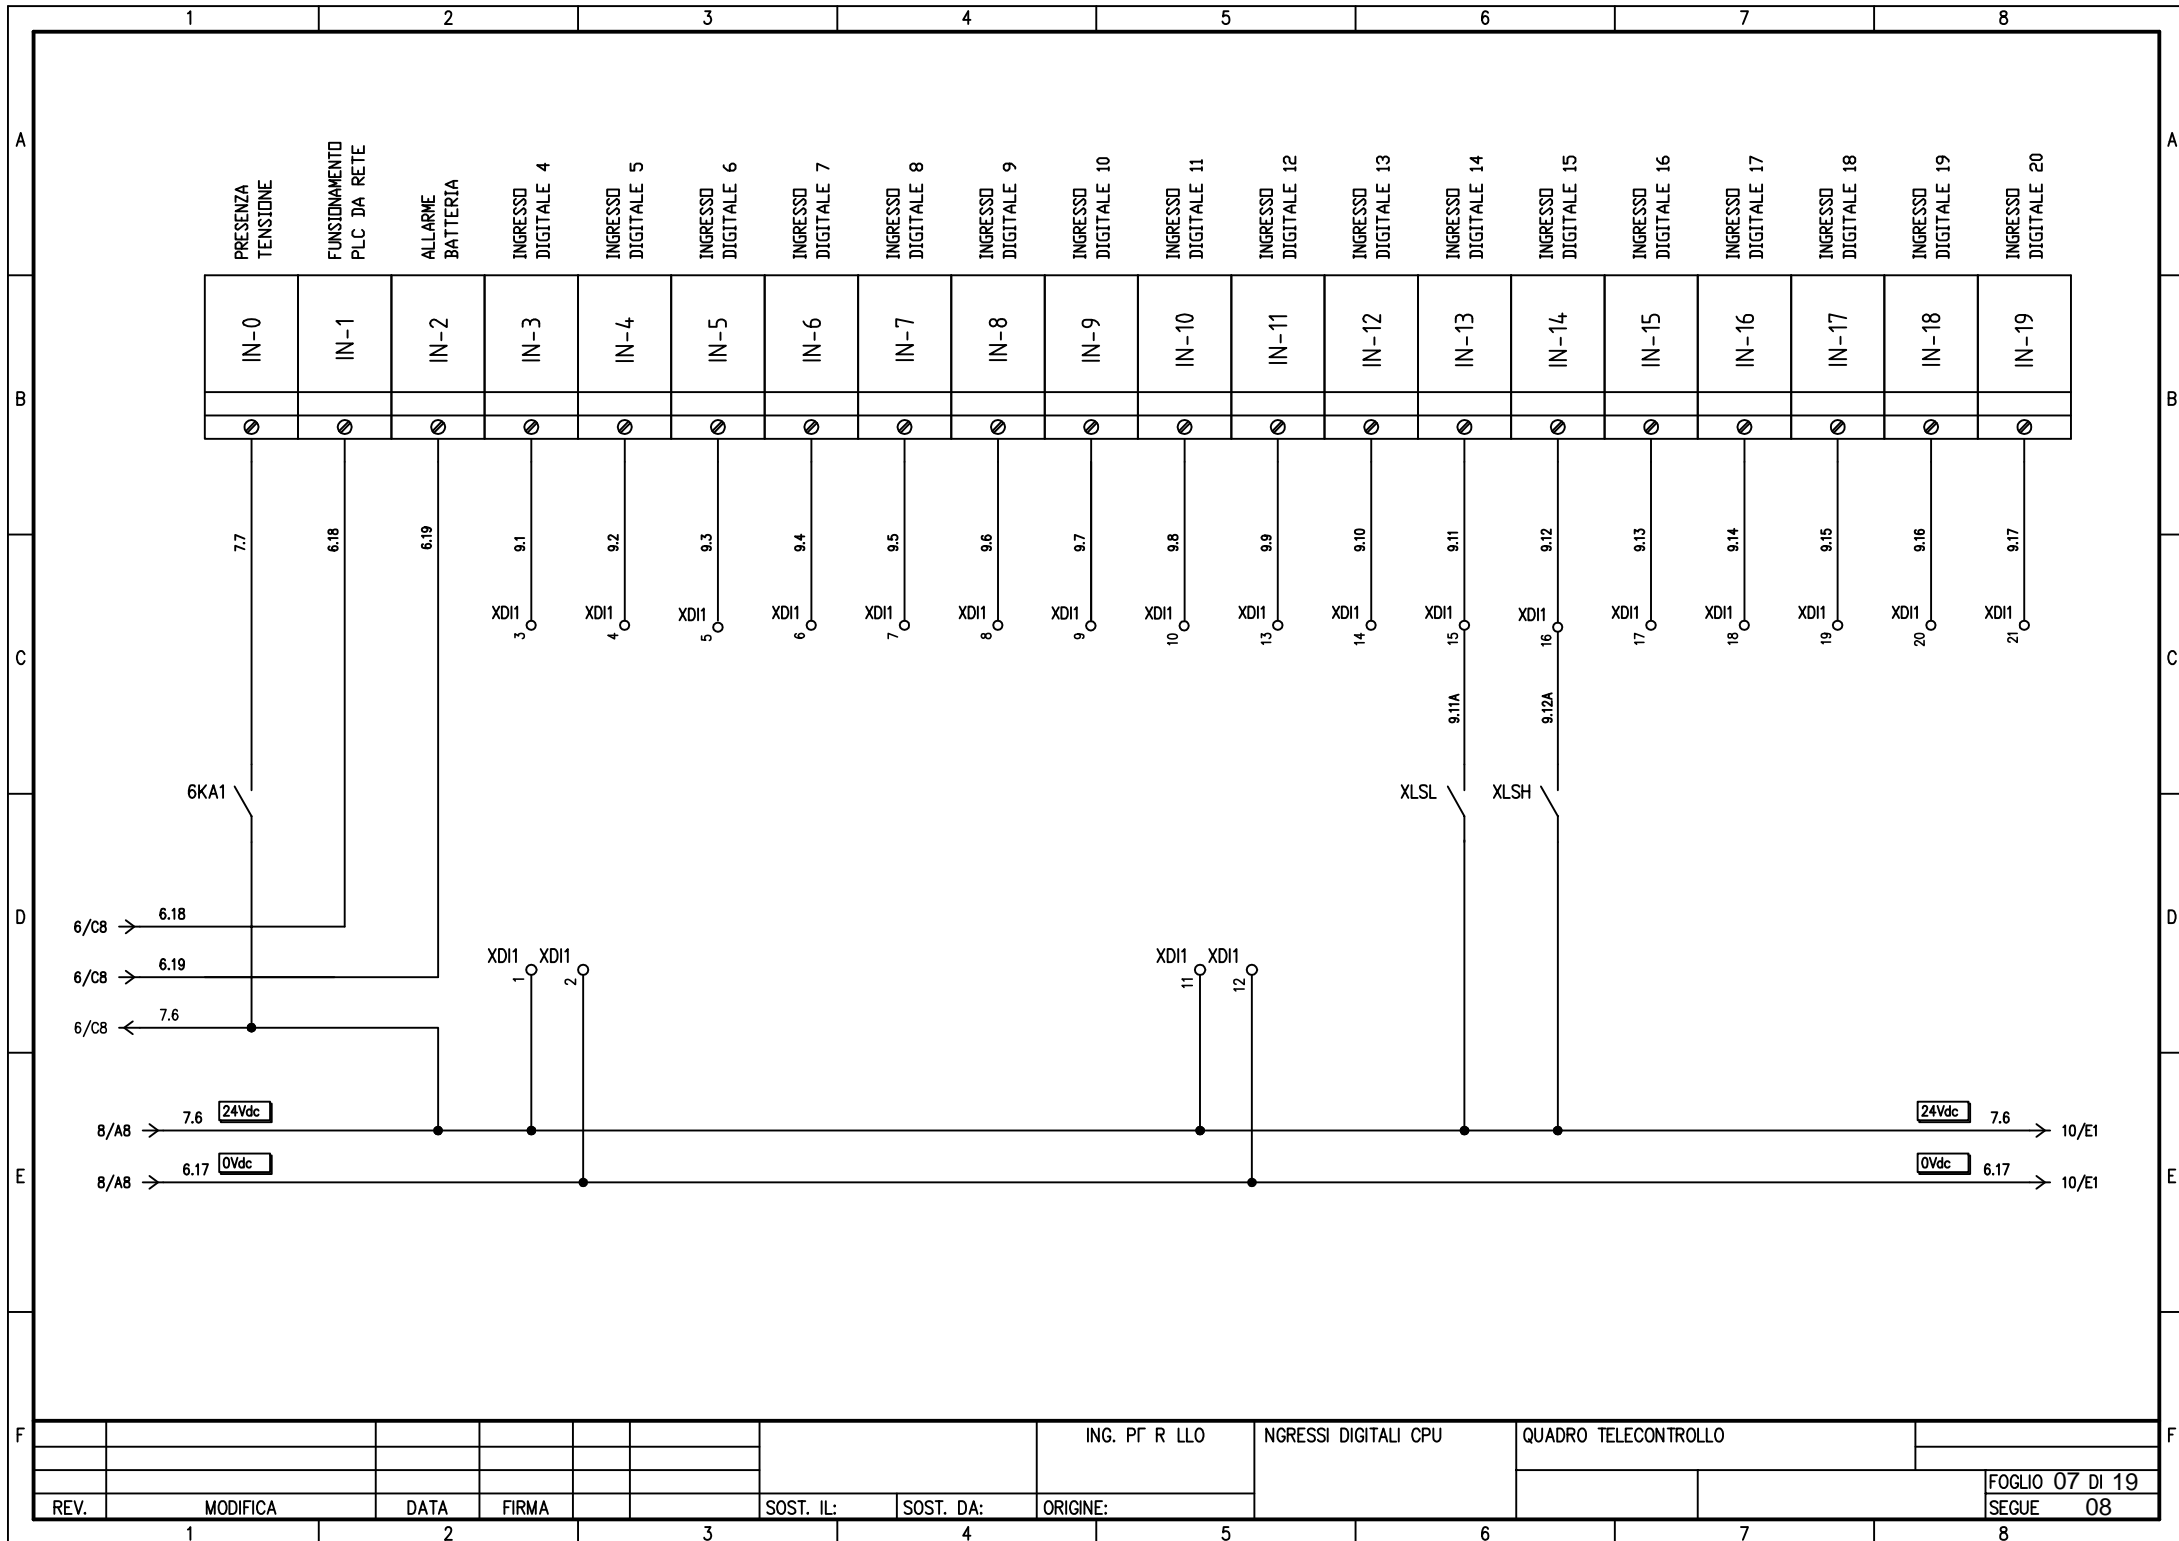 1 2 3 4 5 6 7 8
A A
PRESENZA
TENSIONE
FUNSIONAMENTO
PLC DA RETE
ALLARME
BATTERIA
INGRESSO
DIGITALE 4
INGRESSO
DIGITALE 5
INGRESSO
DIGITALE 6
INGRESSO
DIGITALE 7
INGRESSO
DIGITALE 8
INGRESSO
DIGITALE 9
INGRESSO
DIGITALE 10
INGRESSO
DIGITALE 11
INGRESSO
DIGITALE 12
INGRESSO
DIGITALE 13
INGRESSO
DIGITALE 14
INGRESSO
DIGITALE 15
INGRESSO
DIGITALE 16
INGRESSO
DIGITALE 17
INGRESSO
DIGITALE 18
INGRESSO
DIGITALE 19
INGRESSO
DIGITALE 20
IN-0 IN-1 IN-2 IN-3 IN-4 IN-5 IN-6 IN-7 IN-8 IN-9 IN-10 IN-11 IN-12 IN-13 IN-14 IN-15 IN-16 IN-17 IN-18 IN-19
B B
7.7 6.18 6.19 9.1 9.2 9.3 9.4 9.5 9.6 9.7 9.8 9.9 9.10 9.11 9.12 9.13 9.14 9.15 9.16 9.17
XDI1 XDI1 XDI1 XDI1 XDI1 XDI1 XDI1 XDI1 XDI1 XDI1 XDI1 XDI1 XDI1 XDI1 XDI1 XDI1 XDI1
3 4 5 6 7 8 9 10 13 14 15 16 17 18 19 20 21
C C
9.11A 9.12A
6KA1 XLSL XLSH
6/C8 6.18
D D
6/C8 6.19
XDI1 XDI1 XDI1 XDI1
1 2 11 12
6/C8 7.6
8/A8 7.6 24Vdc 24Vdc 7.6 10/E1
8/A8 6.17 0Vdc 0Vdc 6.17 10/E1
E E
F F
ING. PΓ R LLO NGRESSI DIGITALI CPU QUADRO TELECONTROLLO
FOGLIO 07 DI 19
REV. MODIFICA DATA FIRMA SOST. IL: SOST. DA: ORIGINE: SEGUE 08
1 2 3 4 5 6 7 8